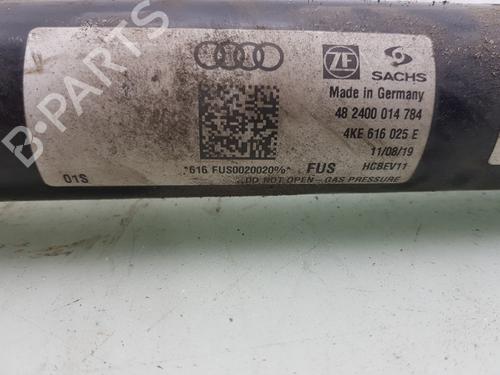 ZF SACHS
Made in Germany
48 2400 014 784
4KE 616 025 E
11/08/19
*616 FUS0020020%* FUS HCBEV11
01S
DO NOT OPEN - GAS PRESSURE
B-PARTS